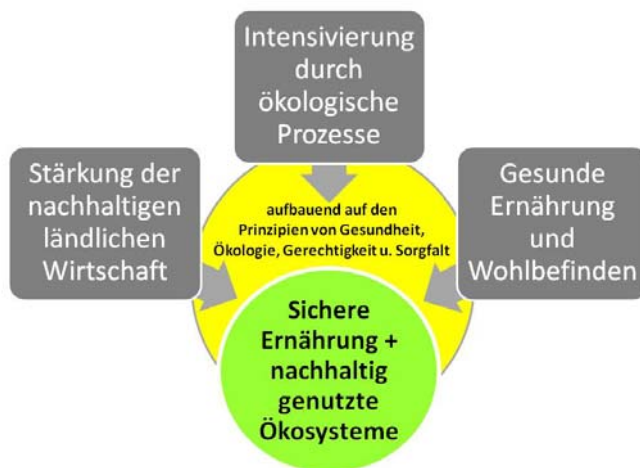 Intensivierung
durch
ökologische
Prozesse
Stärkung der
nachhaltigen
ländlichen
Wirtschaft
Gesunde
Ernährung
und
Wohlbefinden
aufbauend auf den
Prinzipien von Gesundheit,
Ökologie, Gerechtigkeit u. Sorgfalt
Sichere
Ernährung +
nachhaltig
genutzte
Ökosysteme